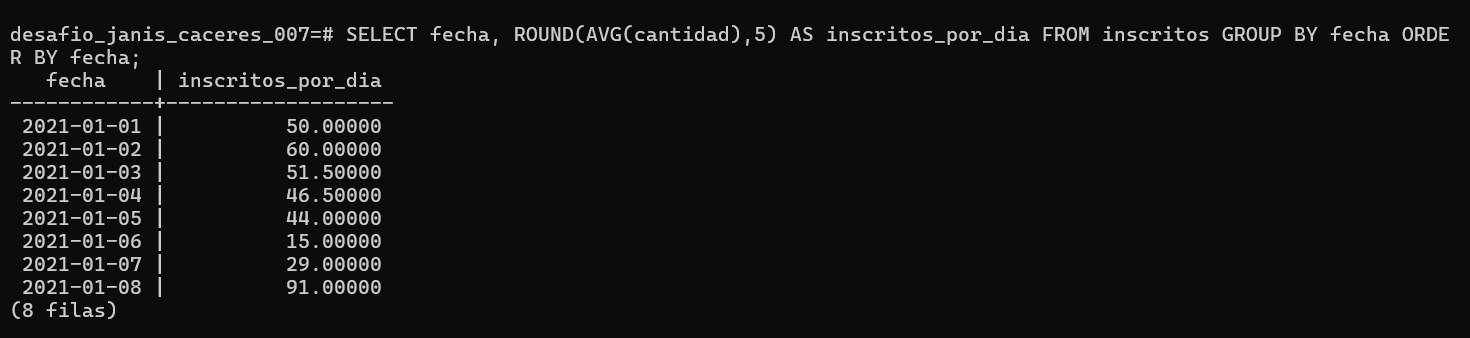 desafio_janis_caceres_007=# SELECT fecha, ROUND(AVG(cantidad),5) AS inscritos_por_dia FROM inscritos GROUP BY fecha ORDE
R BY fecha;
   fecha    | inscritos_por_dia
------------+-------------------
 2021-01-01 |          50.00000
 2021-01-02 |          60.00000
 2021-01-03 |          51.50000
 2021-01-04 |          46.50000
 2021-01-05 |          44.00000
 2021-01-06 |          15.00000
 2021-01-07 |          29.00000
 2021-01-08 |          91.00000
(8 filas)